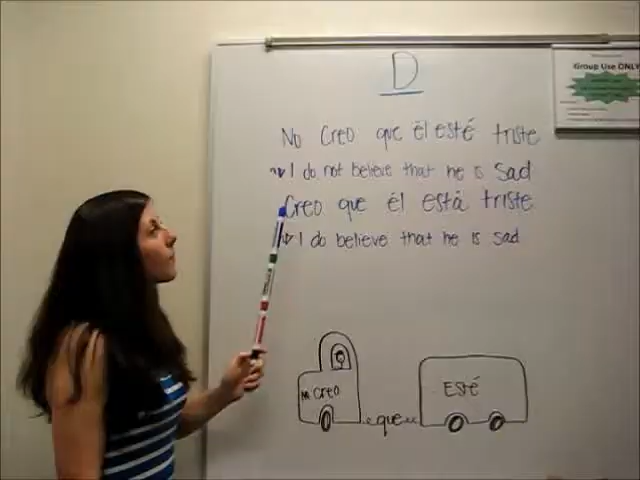 D
Group Use ONLY
No Creo que él esté triste
I do not believe that he is Sad
Creo que él está triste
I do believe that he is sad
No Creo que Esté